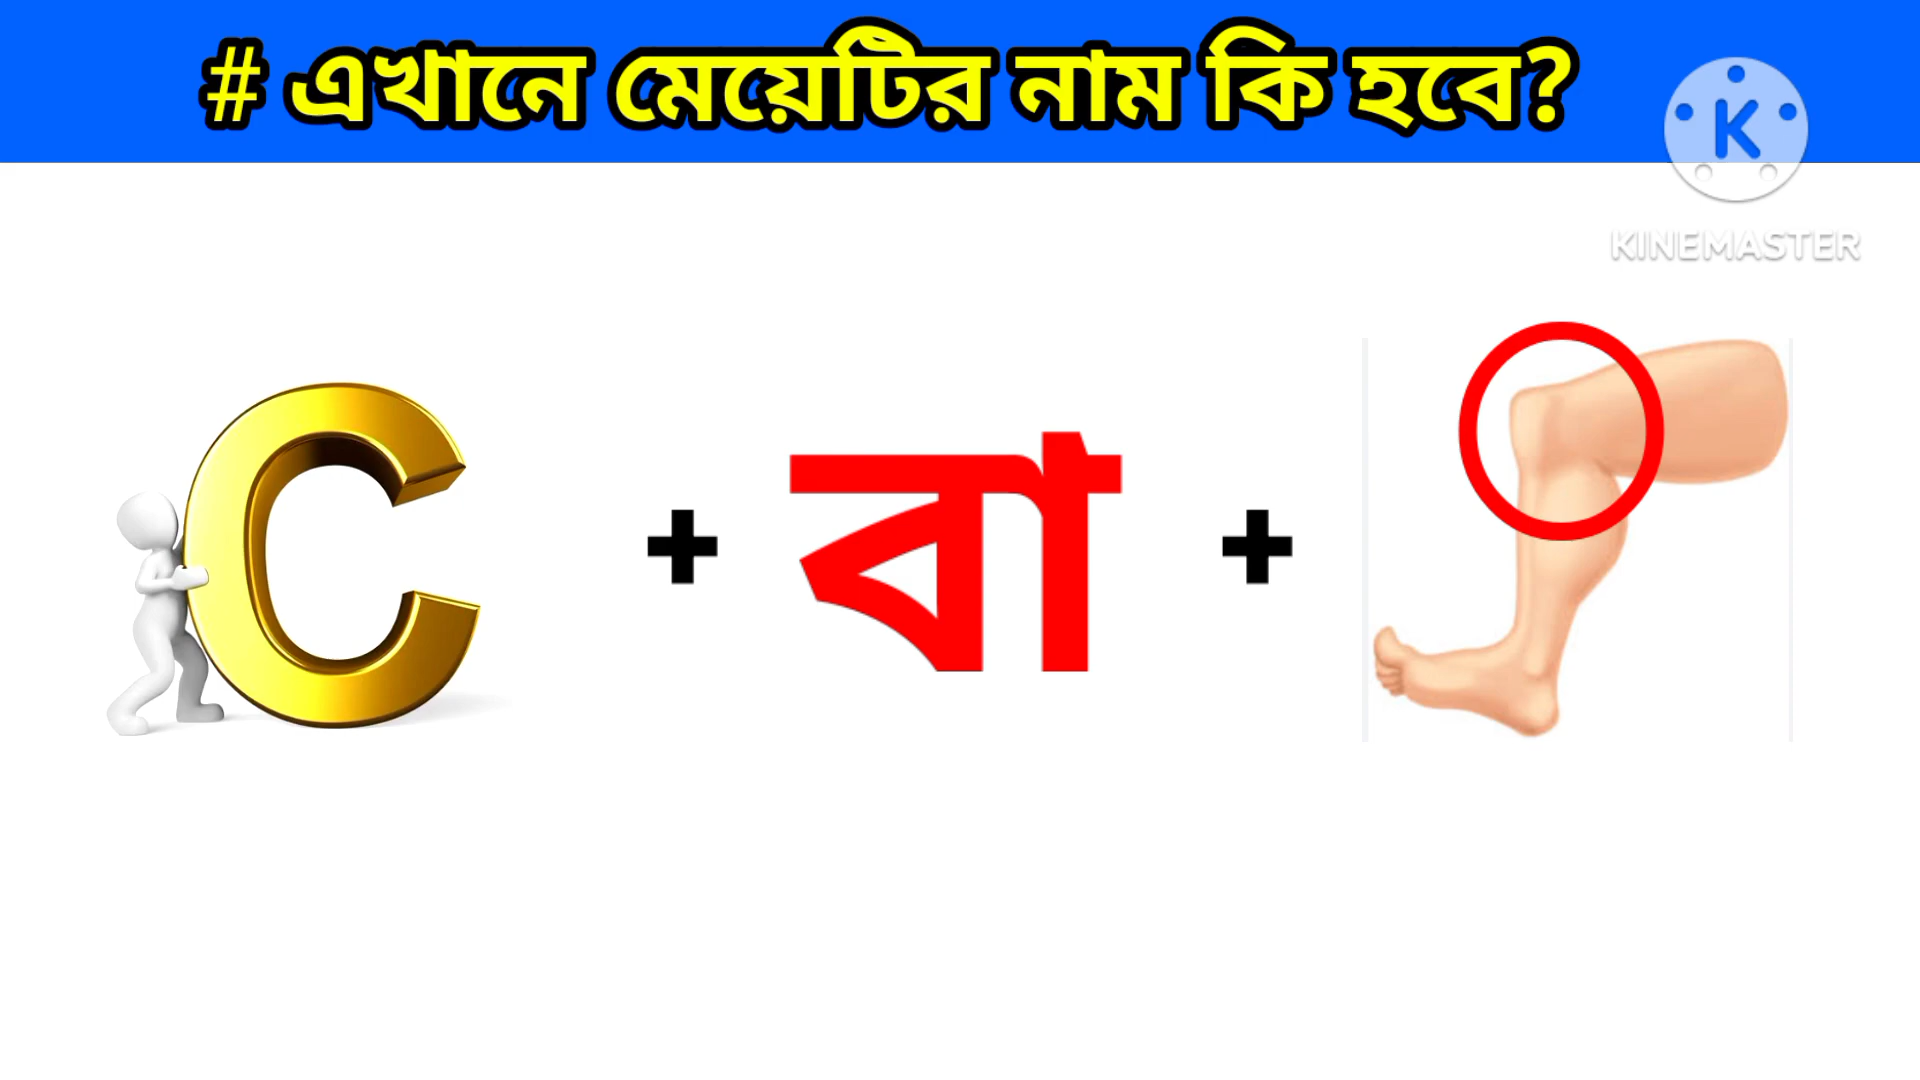 # এখানে মেয়েটির নাম কি হবে?
K
KINEMASTER
C + বা +